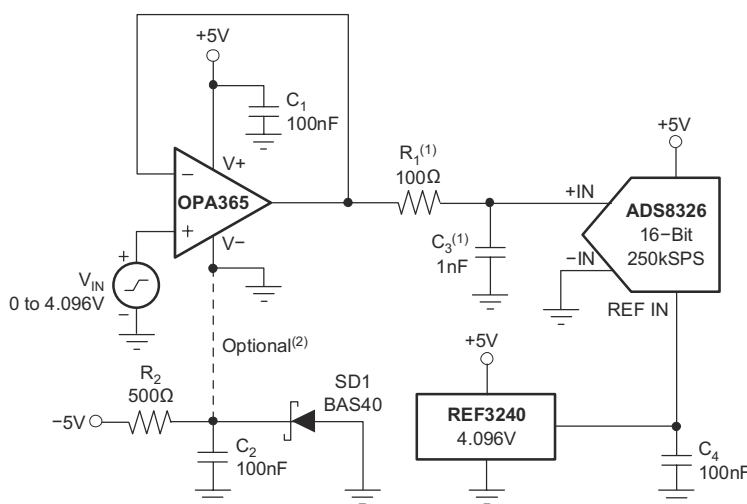 +5V
C1
100nF
V+
−
OPA365
+
V−
R1(1)
100Ω
C3(1)
1nF
+5V
+IN
ADS8326
16−Bit
250kSPS
−IN
REF IN
+
VIN
0 to 4.096V
−
Optional(2)
R2
500Ω
−5V
C2
100nF
SD1
BAS40
+5V
REF3240
4.096V
C4
100nF